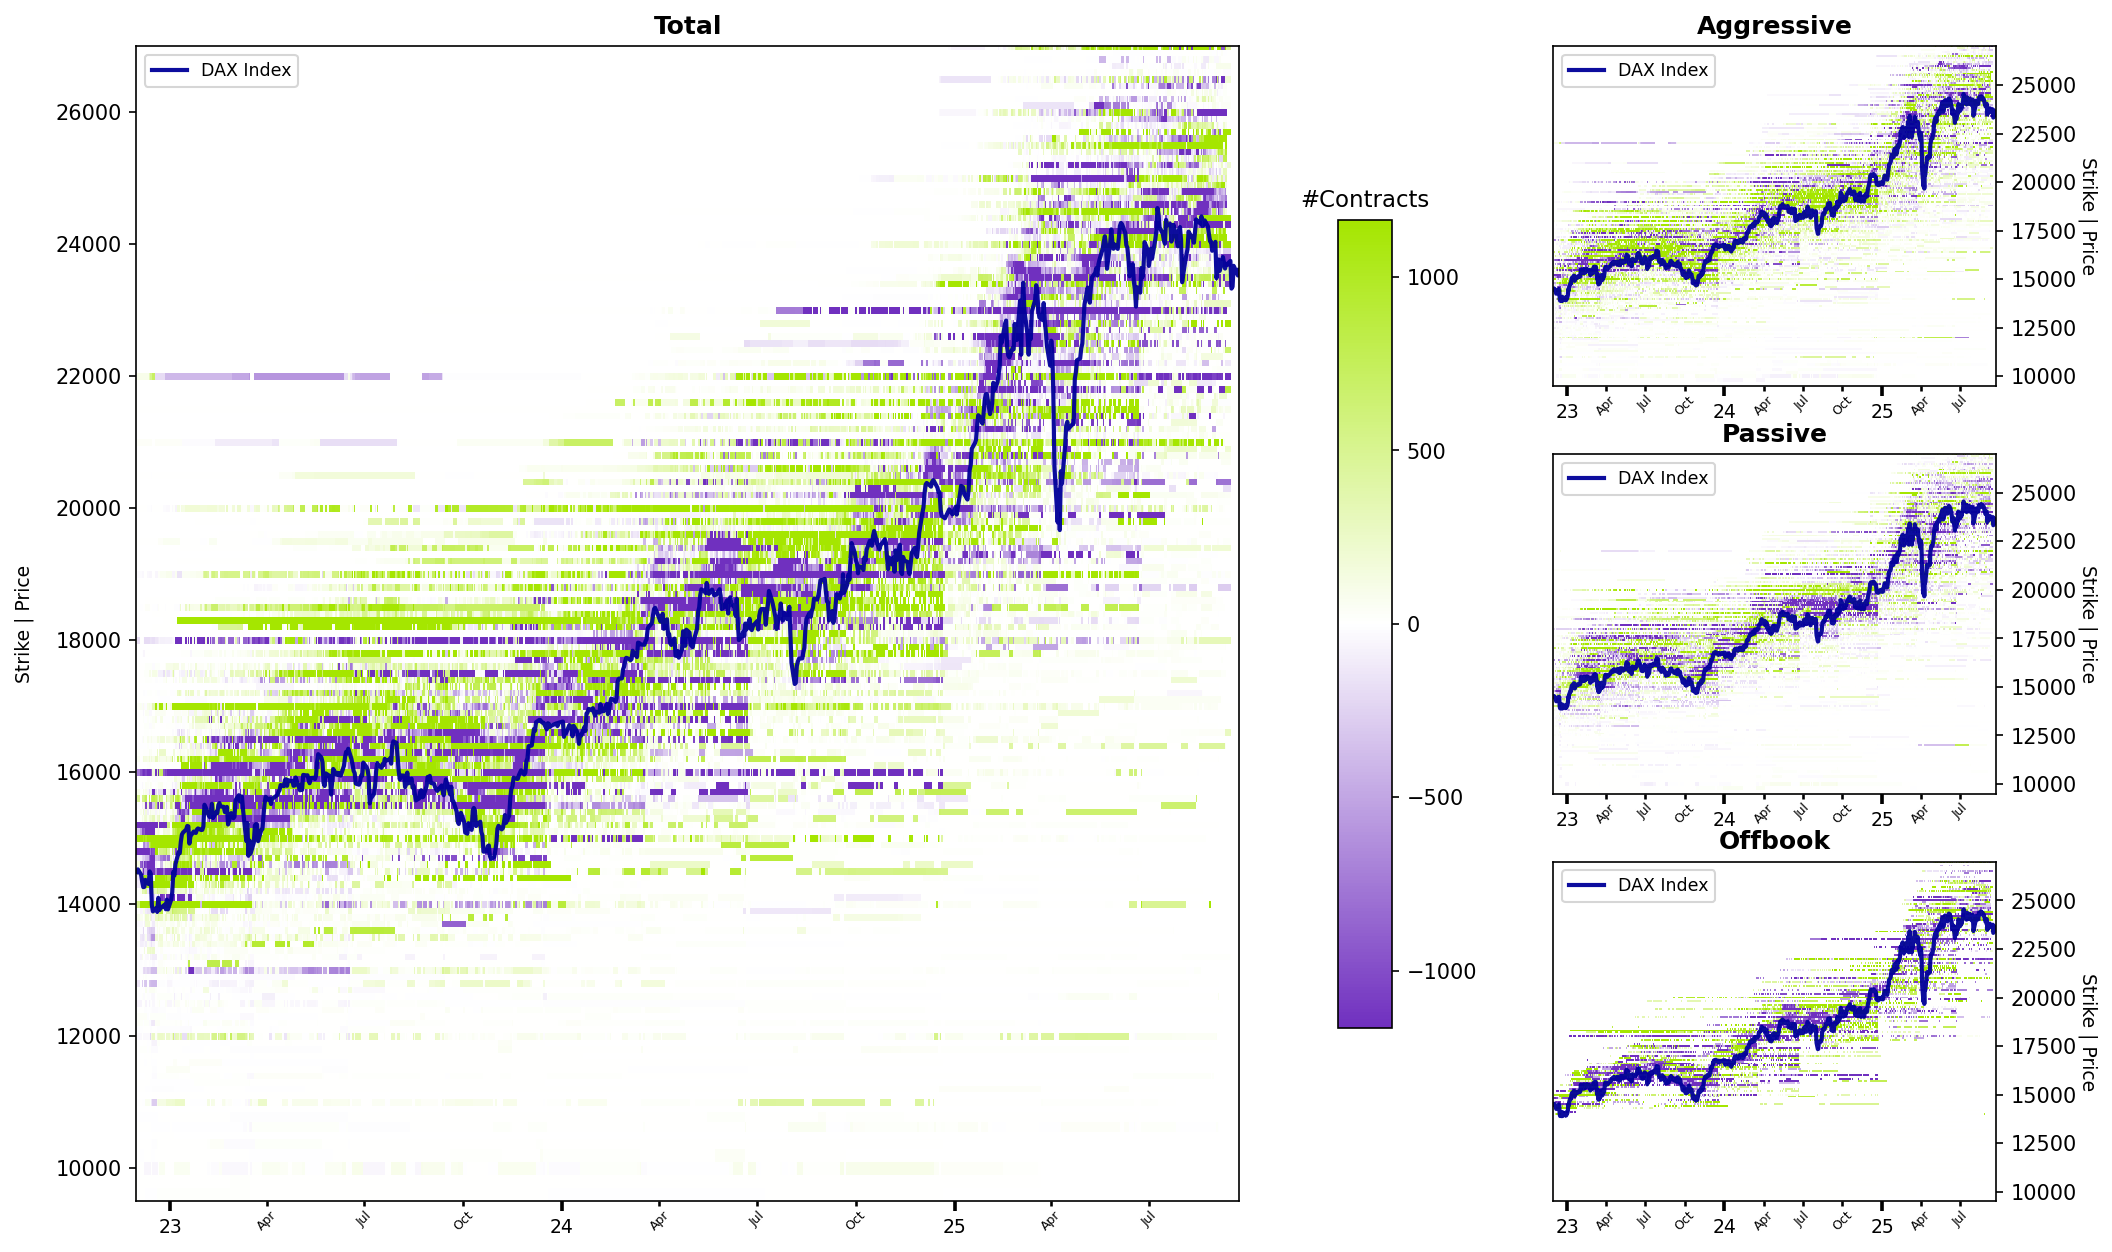 Total
DAX Index
Strike | Price
26000
24000
22000
20000
18000
16000
14000
12000
10000
23
Apr
Jul
Oct
24
Apr
Jul
Oct
25
Apr
Jul
#Contracts
1000
500
0
−500
−1000
Aggressive
DAX Index
25000
22500
20000
17500
15000
12500
10000
Strike | Price
23
Apr
Jul
Oct
24
Apr
Jul
Oct
25
Apr
Jul
Passive
DAX Index
25000
22500
20000
17500
15000
12500
10000
Strike | Price
23
Apr
Jul
Oct
24
Apr
Jul
Oct
25
Apr
Jul
Offbook
DAX Index
25000
22500
20000
17500
15000
12500
10000
Strike | Price
23
Apr
Jul
Oct
24
Apr
Jul
Oct
25
Apr
Jul